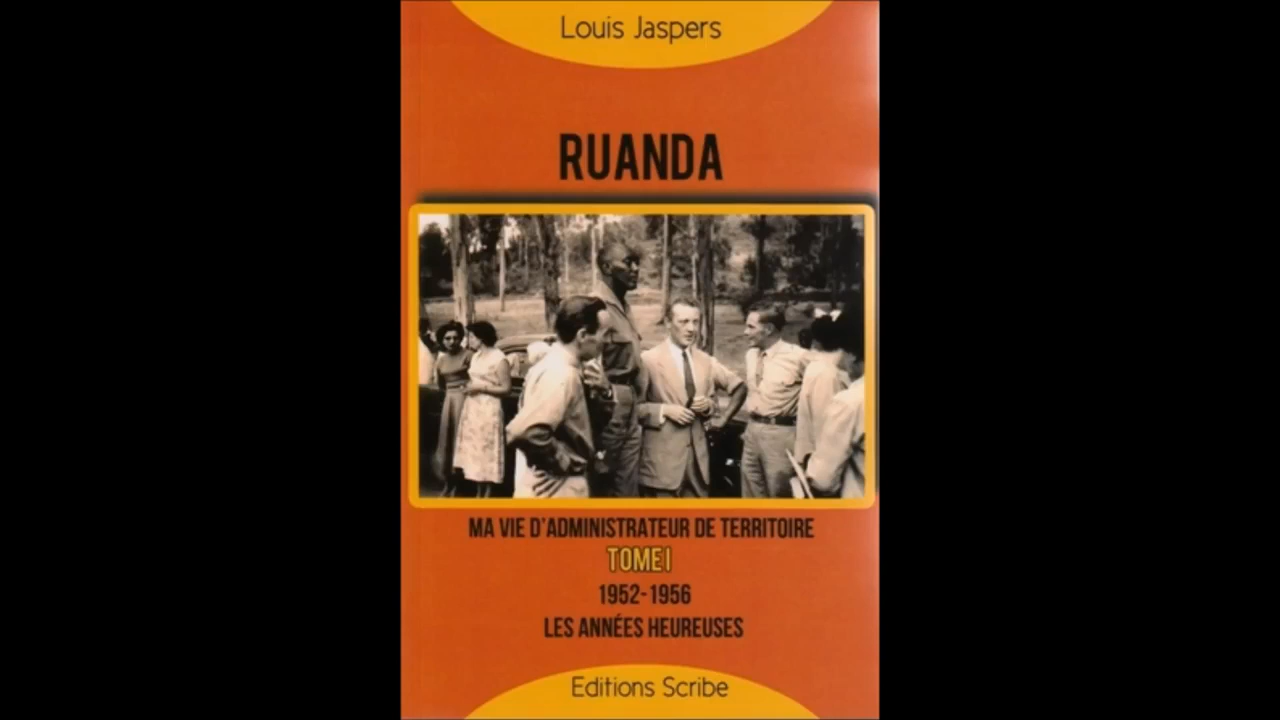 Louis Jaspers
RUANDA
MA VIE D'ADMINISTRATEUR DE TERRITOIRE
TOME I
1952-1956
LES ANNÉES HEUREUSES
Editions Scribe